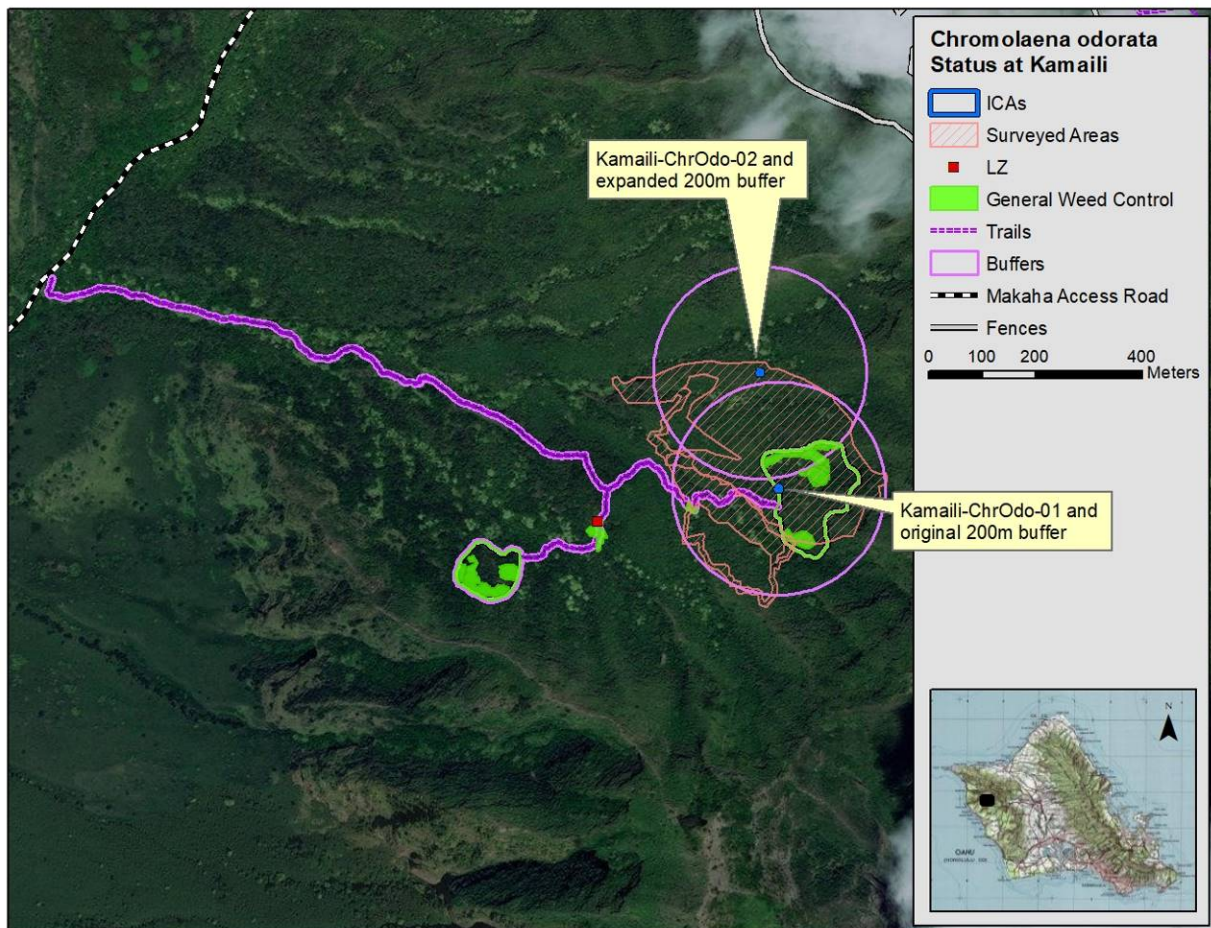 Chromolaena odorata
Status at Kamaili
ICAs
Surveyed Areas
LZ
General Weed Control
Trails
Buffers
Makaha Access Road
Fences
0 100 200 400
Meters
Kamaili-ChrOdo-02 and
expanded 200m buffer
Kamaili-ChrOdo-01 and
original 200m buffer
N
OAHU